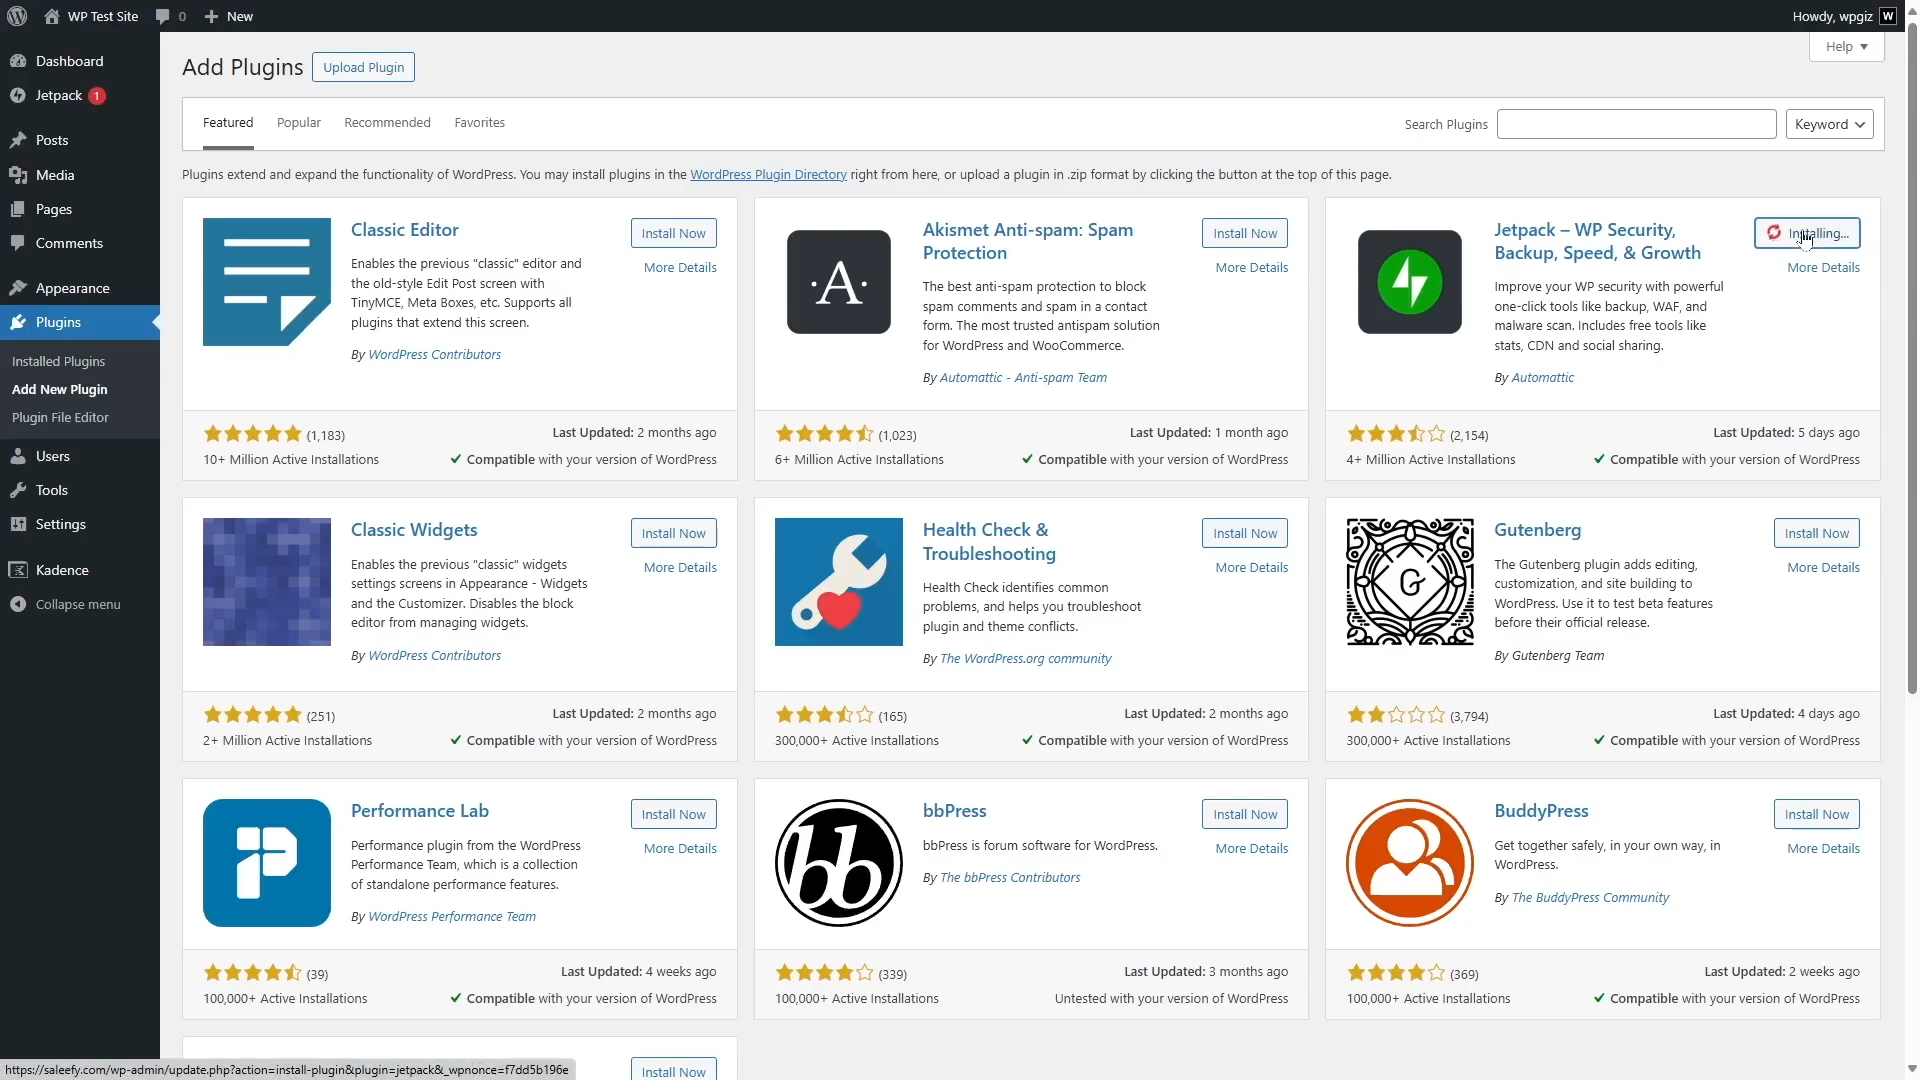 WP Test Site
0
New
Howdy, wpgiz
W
Help
Dashboard
Jetpack 1
Posts
Media
Pages
Comments
Appearance
Plugins
Installed Plugins
Add New Plugin
Plugin File Editor
Users
Tools
Settings
Kadence
Collapse menu
Add Plugins
Upload Plugin
Featured
Popular
Recommended
Favorites
Search Plugins
Keyword
Plugins extend and expand the functionality of WordPress. You may install plugins in the WordPress Plugin Directory right from here, or upload a plugin in .zip format by clicking the button at the top of this page.
Classic Editor
Install Now
More Details
Enables the previous "classic" editor and
the old-style Edit Post screen with
TinyMCE, Meta Boxes, etc. Supports all
plugins that extend this screen.
By WordPress Contributors
(1,183)
Last Updated: 2 months ago
10+ Million Active Installations
Compatible with your version of WordPress
·A·
Akismet Anti-spam: Spam
Protection
Install Now
More Details
The best anti-spam protection to block
spam comments and spam in a contact
form. The most trusted antispam solution
for WordPress and WooCommerce.
By Automattic - Anti-spam Team
(1,023)
Last Updated: 1 month ago
6+ Million Active Installations
Compatible with your version of WordPress
Jetpack – WP Security,
Backup, Speed, & Growth
Installing...
More Details
Improve your WP security with powerful
one-click tools like backup, WAF, and
malware scan. Includes free tools like
stats, CDN and social sharing.
By Automattic
(2,154)
Last Updated: 5 days ago
4+ Million Active Installations
Compatible with your version of WordPress
Classic Widgets
Install Now
More Details
Enables the previous "classic" widgets
settings screens in Appearance - Widgets
and the Customizer. Disables the block
editor from managing widgets.
By WordPress Contributors
(251)
Last Updated: 2 months ago
2+ Million Active Installations
Compatible with your version of WordPress
Health Check &
Troubleshooting
Install Now
More Details
Health Check identifies common
problems, and helps you troubleshoot
plugin and theme conflicts.
By The WordPress.org community
(165)
Last Updated: 2 months ago
300,000+ Active Installations
Compatible with your version of WordPress
G
Gutenberg
Install Now
More Details
The Gutenberg plugin adds editing,
customization, and site building to
WordPress. Use it to test beta features
before their official release.
By Gutenberg Team
(3,794)
Last Updated: 4 days ago
300,000+ Active Installations
Compatible with your version of WordPress
Performance Lab
Install Now
More Details
Performance plugin from the WordPress
Performance Team, which is a collection
of standalone performance features.
By WordPress Performance Team
(39)
Last Updated: 4 weeks ago
100,000+ Active Installations
Compatible with your version of WordPress
bb
bbPress
Install Now
More Details
bbPress is forum software for WordPress.
By The bbPress Contributors
(339)
Last Updated: 3 months ago
100,000+ Active Installations
Untested with your version of WordPress
BuddyPress
Install Now
More Details
Get together safely, in your own way, in
WordPress.
By The BuddyPress Community
(369)
Last Updated: 2 weeks ago
100,000+ Active Installations
Compatible with your version of WordPress
Install Now
https://saleefy.com/wp-admin/update.php?action=install-plugin&plugin=jetpack&_wpnonce=f7dd5b196e